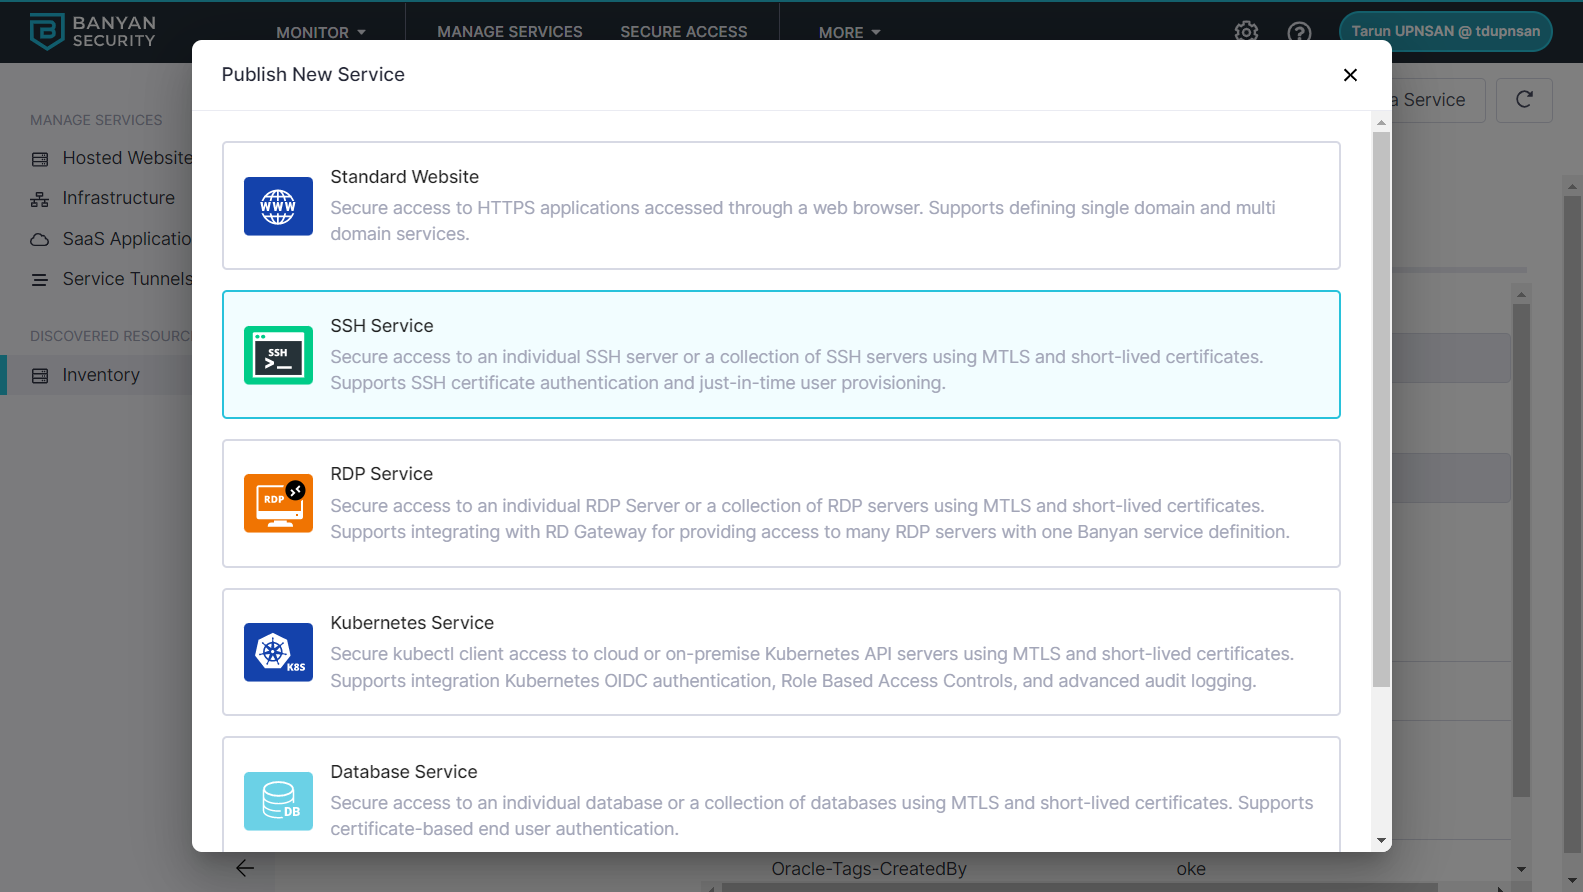 BANYAN
SECURITY
MONITOR
MANAGE SERVICES
SECURE ACCESS
MORE
Tarun UPNSAN @ tdupnsan
Publish New Service
a Service
MANAGE SERVICES
Hosted Website
Infrastructure
SaaS Applicatio
Service Tunnels
DISCOVERED RESOURC
Inventory
WWW
Standard Website
Secure access to HTTPS applications accessed through a web browser. Supports defining single domain and multi
domain services.
SSH
SSH Service
Secure access to an individual SSH server or a collection of SSH servers using MTLS and short-lived certificates.
Supports SSH certificate authentication and just-in-time user provisioning.
RDP
RDP Service
Secure access to an individual RDP Server or a collection of RDP servers using MTLS and short-lived certificates.
Supports integrating with RD Gateway for providing access to many RDP servers with one Banyan service definition.
K8S
Kubernetes Service
Secure kubectl client access to cloud or on-premise Kubernetes API servers using MTLS and short-lived certificates.
Supports integration Kubernetes OIDC authentication, Role Based Access Controls, and advanced audit logging.
DB
Database Service
Secure access to an individual database or a collection of databases using MTLS and short-lived certificates. Supports
certificate-based end user authentication.
Oracle-Tags-CreatedBy
oke